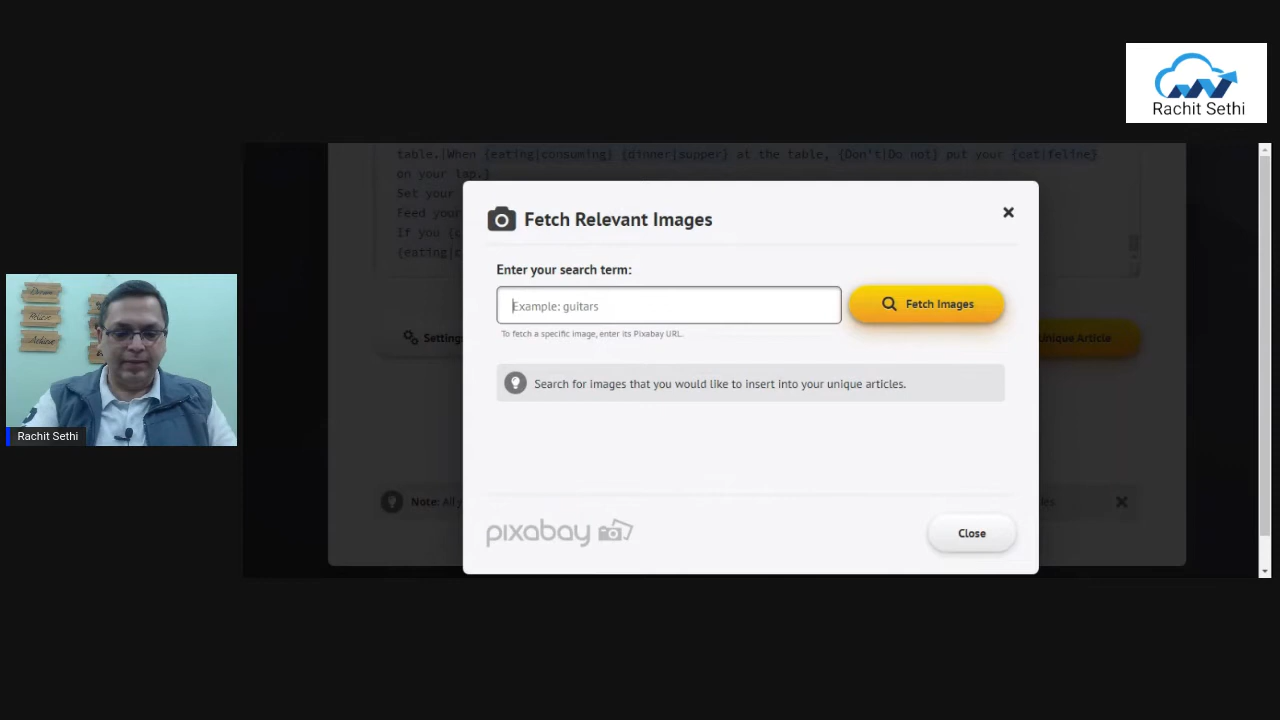 Rachit Sethi
table.|When {eating|consuming} {dinner|supper} at the table, {Don't|Do not} put your {cat|feline}
on your lap.}
Set your
Feed your
If you
{eating|c
Fetch Relevant Images
Enter your search term:
Example: guitars
Fetch Images
To fetch a specific image, enter its Pixabay URL.
Settings
Unique Article
Search for images that you would like to insert into your unique articles.
Note: All
pixabay
Close
Dream
Achieve
Rachit Sethi